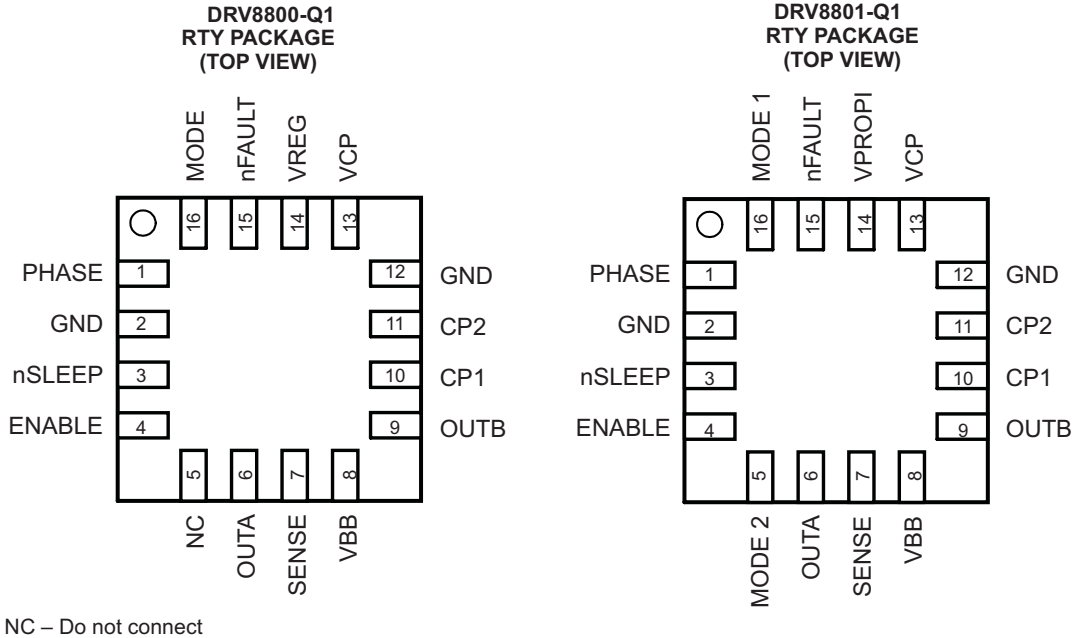 DRV8800-Q1
RTY PACKAGE
(TOP VIEW)
MODE
nFAULT
VREG
VCP
16
15
14
13
PHASE 1
GND 2
nSLEEP 3
ENABLE 4
12 GND
11 CP2
10 CP1
9 OUTB
5
6
7
8
NC
OUTA
SENSE
VBB
DRV8801-Q1
RTY PACKAGE
(TOP VIEW)
MODE 1
nFAULT
VPROPI
VCP
16
15
14
13
PHASE 1
GND 2
nSLEEP 3
ENABLE 4
12 GND
11 CP2
10 CP1
9 OUTB
5
6
7
8
MODE 2
OUTA
SENSE
VBB
NC – Do not connect